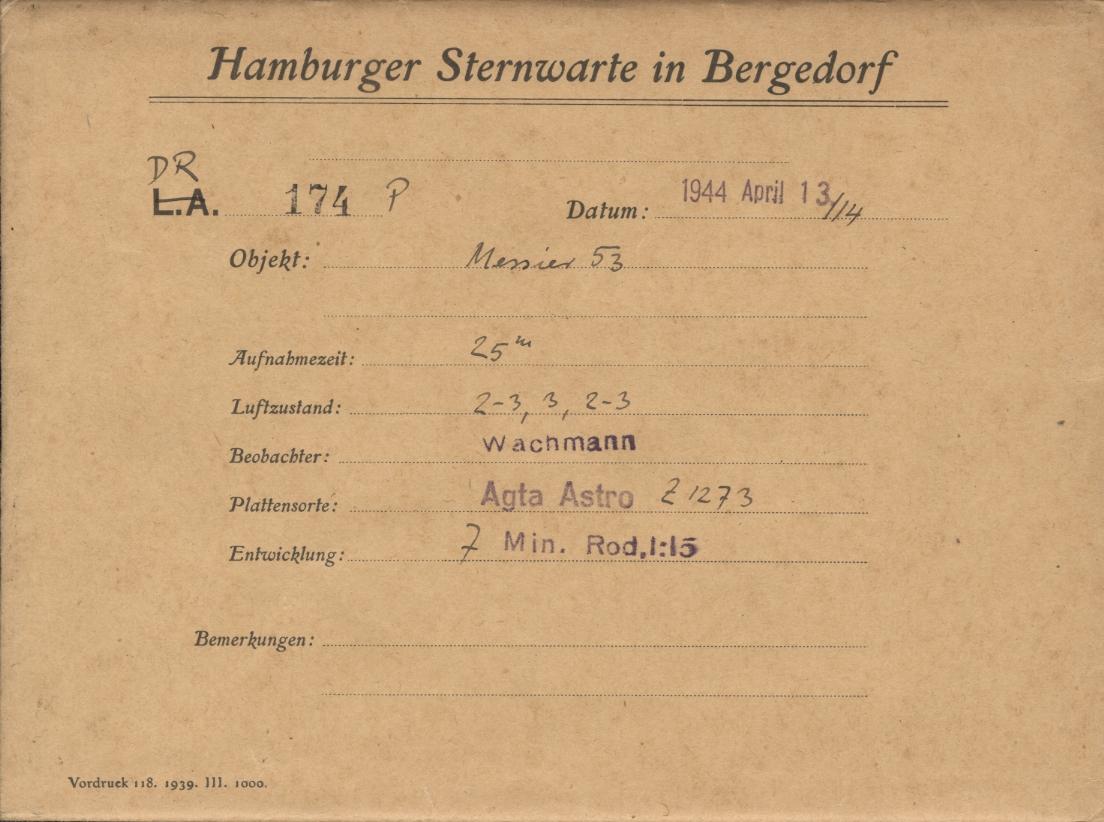 Hamburger Sternwarte in Bergedorf
DR
L.A. 174 P Datum: 1944 April 13/14
Objekt: Messier 53
Aufnahmezeit: 25m
Luftzustand: 2-3, 3, 2-3
Beobachter: Wachmann
Plattensorte: Agfa Astro Z 1273
Entwicklung: 7 Min. Rod,1:15
Bemerkungen:
Vordruck 118. 1939. III. 1000.